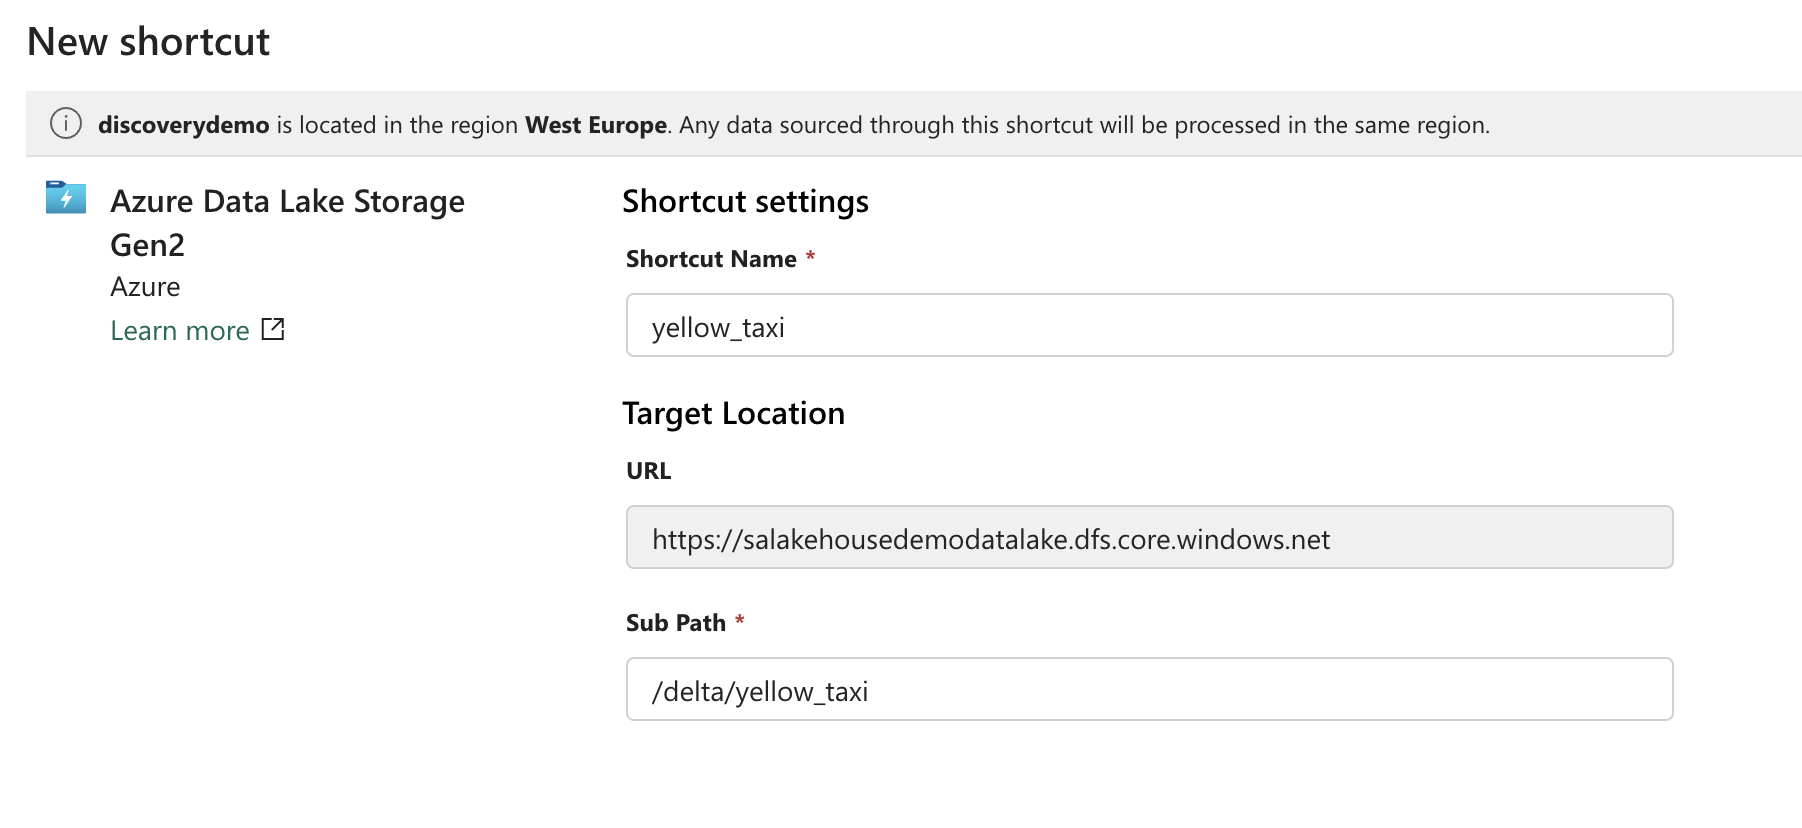 New shortcut
discoverydemo is located in the region West Europe. Any data sourced through this shortcut will be processed in the same region.
Azure Data Lake Storage
Gen2
Azure
Learn more
Shortcut settings
Shortcut Name *
yellow_taxi
Target Location
URL
https://salakehousedemodatalake.dfs.core.windows.net
Sub Path *
/delta/yellow_taxi